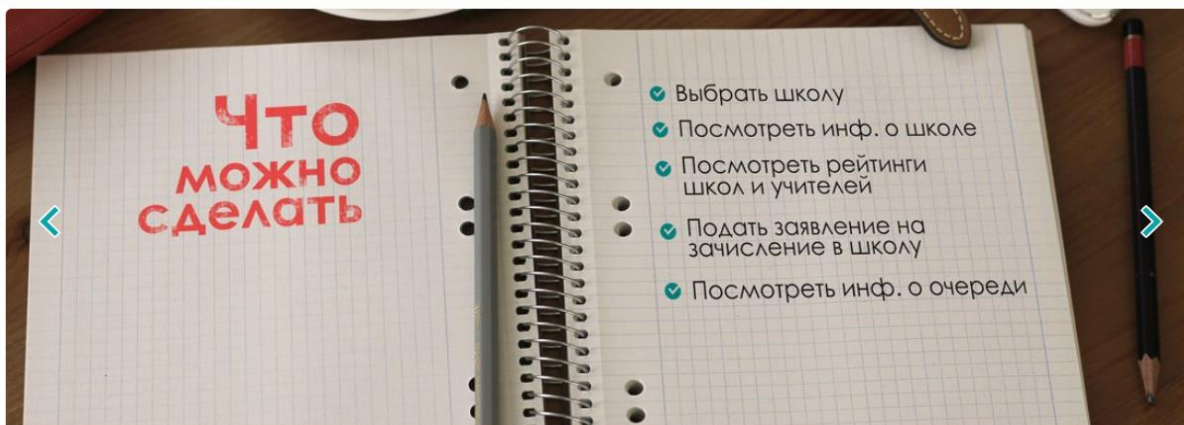 Что
можно
сделать
Выбрать школу
Посмотреть инф. о школе
Посмотреть рейтинги
школ и учителей
Подать заявление на
зачисление в школу
Посмотреть инф. о очереди